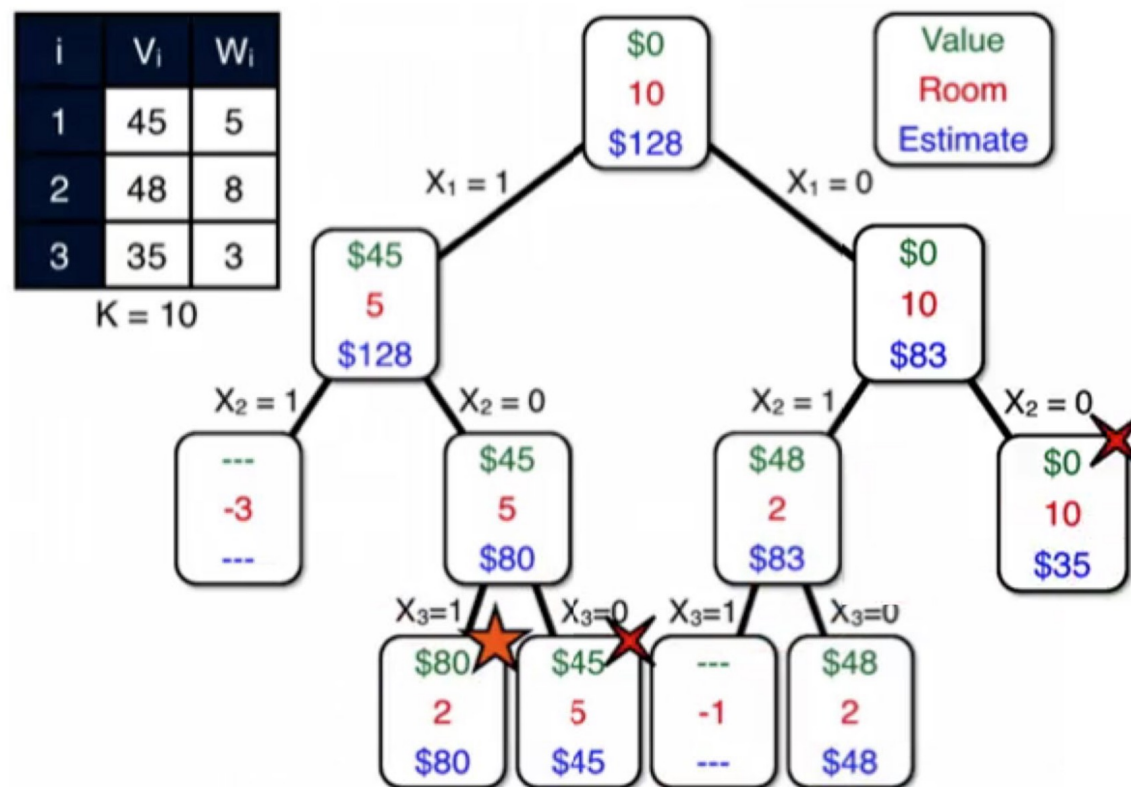 i Vᵢ Wᵢ
1 45 5
2 48 8
3 35 3
K = 10
Value
Room
Estimate
$0
10
$128
X₁ = 1
X₁ = 0
$45
5
$128
$0
10
$83
X₂ = 1
X₂ = 0
X₂ = 1
X₂ = 0
---
-3
---
$45
5
$80
$48
2
$83
$0
10
$35
X₃=1
X₃=0
X₃=1
X₃=0
$80
2
$80
$45
5
$45
---
-1
---
$48
2
$48